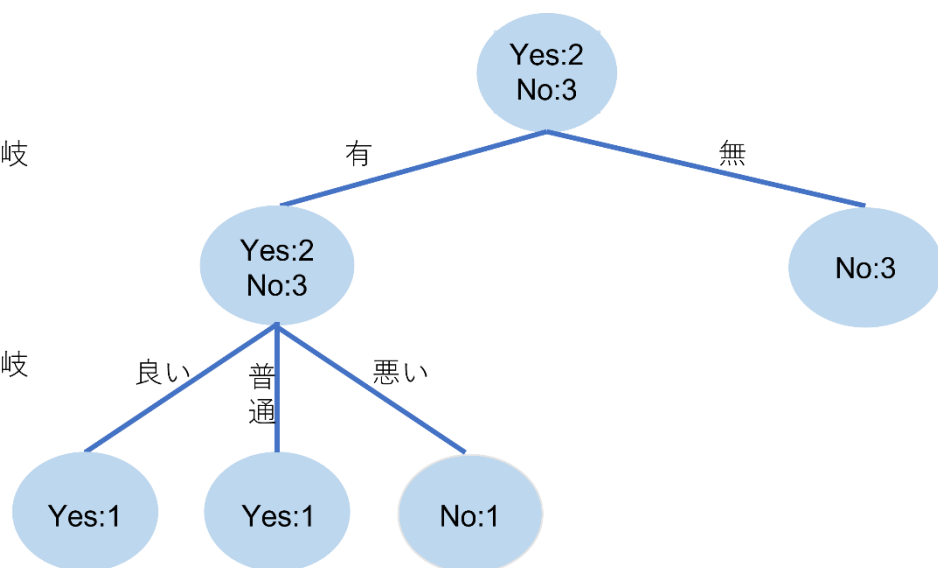 Yes:2
No:3
岐
有
無
Yes:2
No:3
No:3
岐
良い
普
通
悪い
Yes:1
Yes:1
No:1